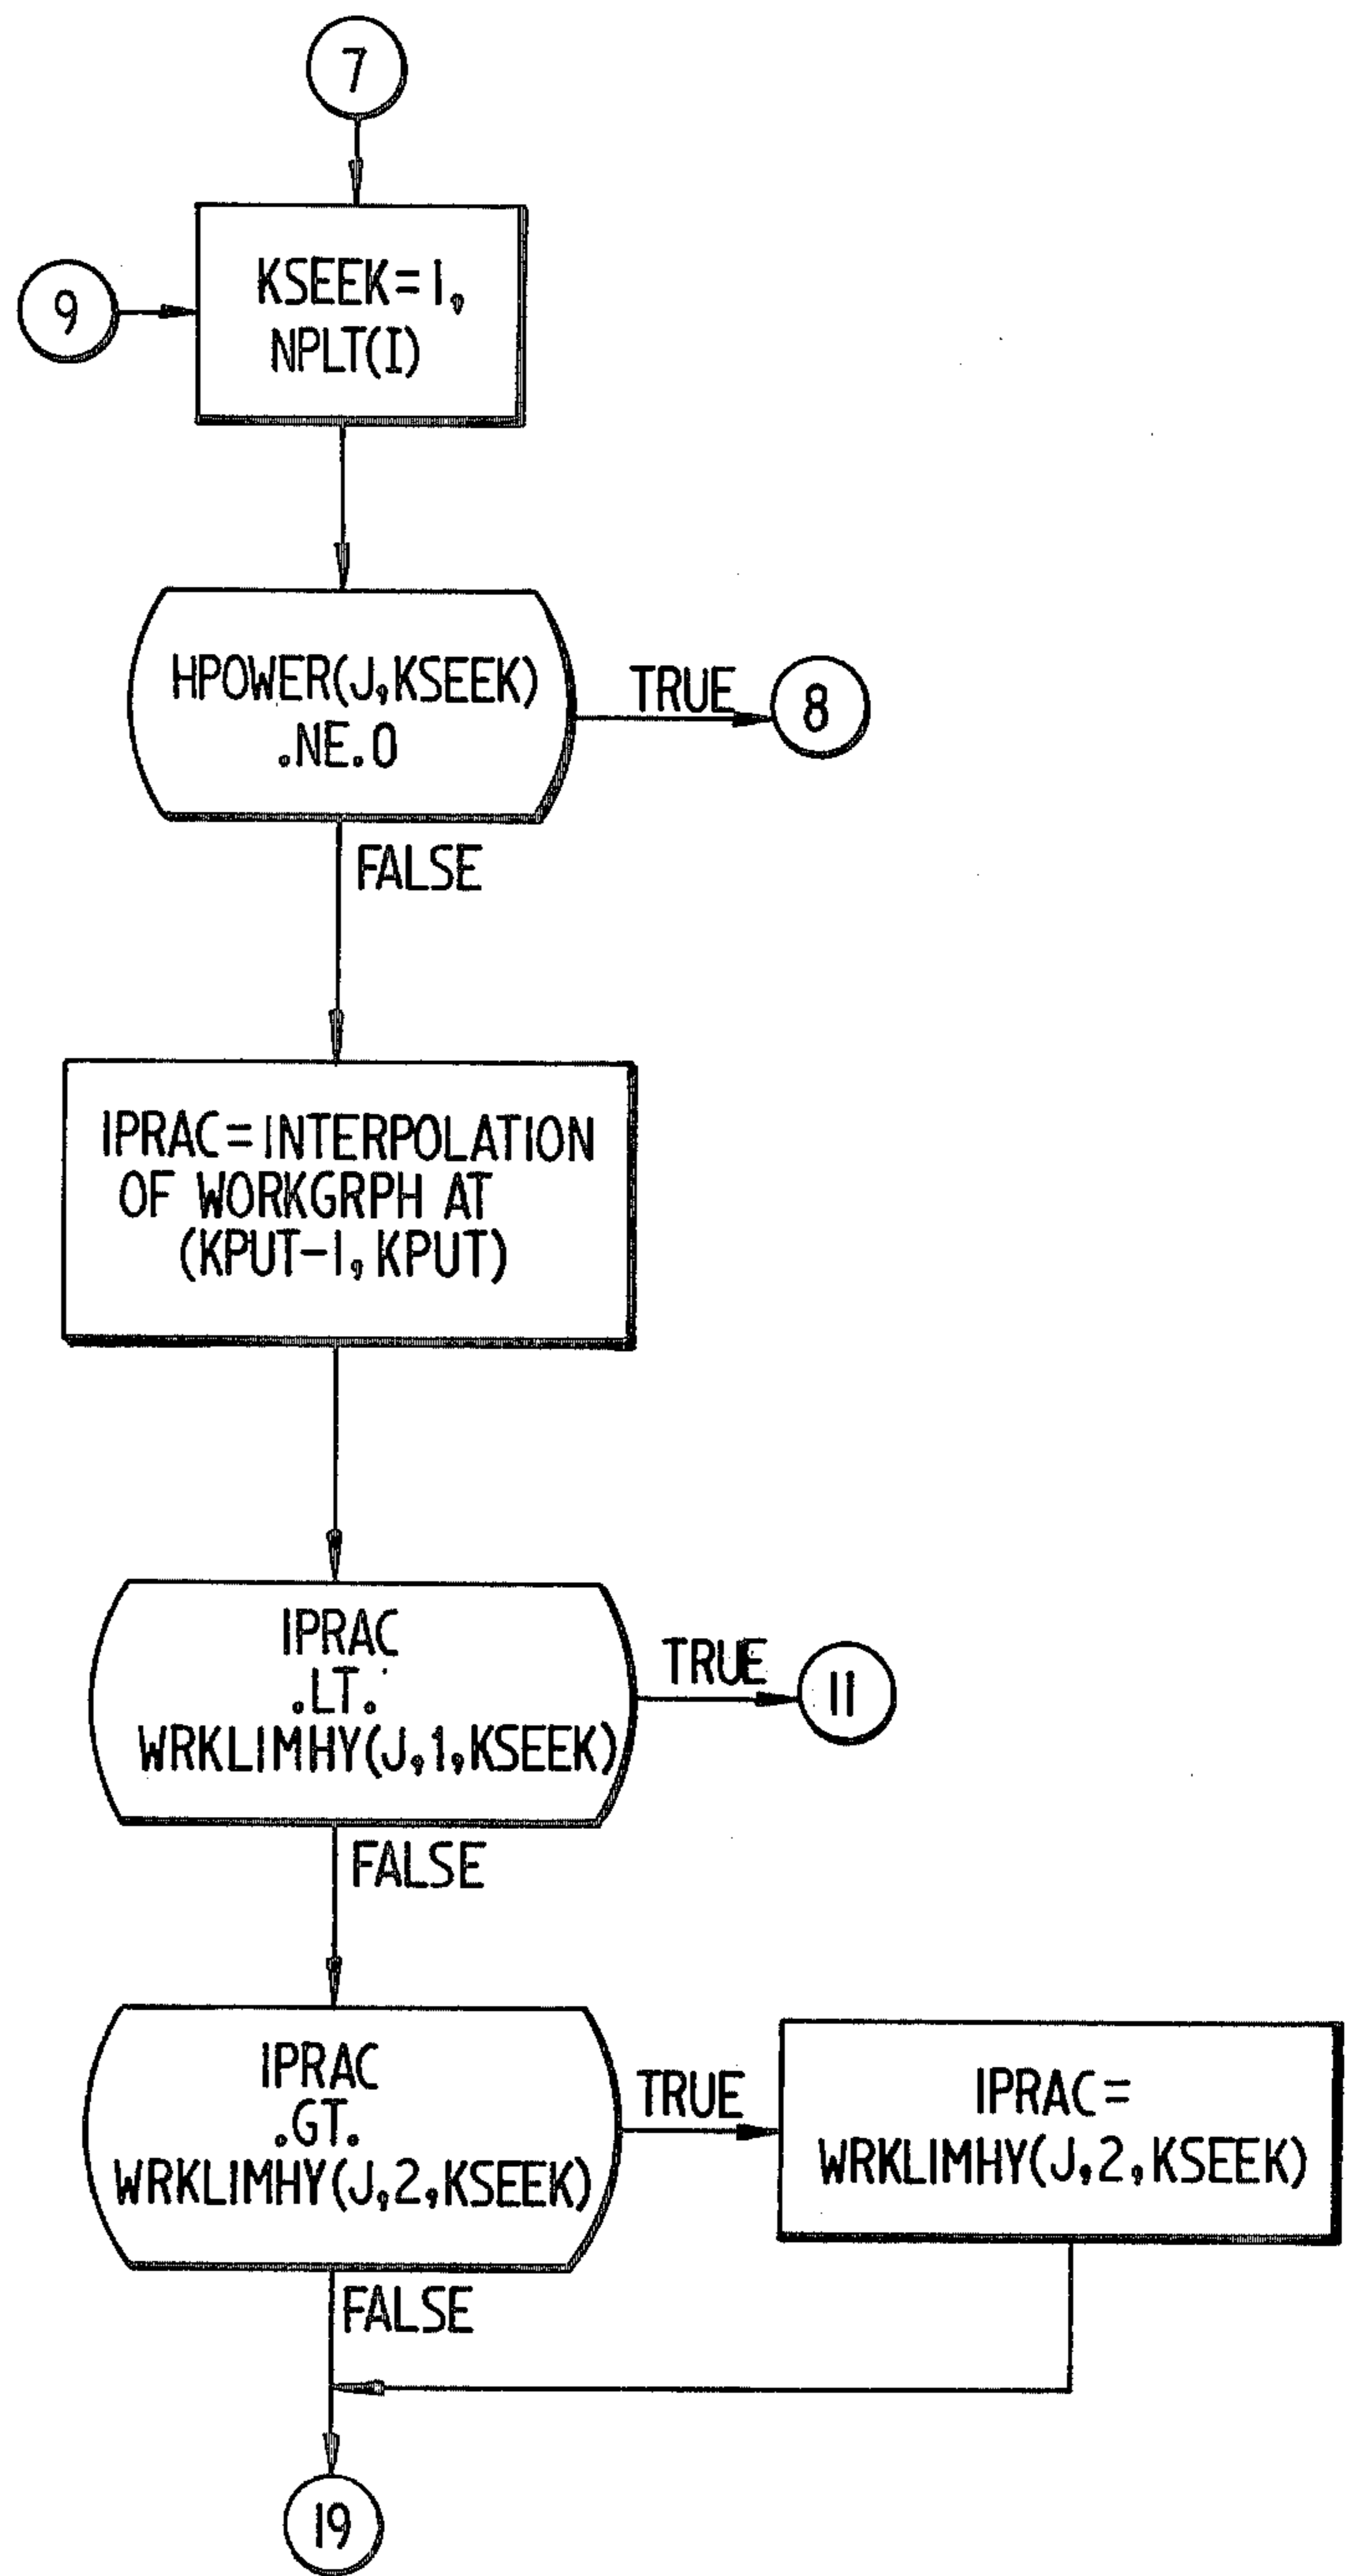 7
9
KSEEK=1,
NPLT(I)
HPOWER(J,KSEEK)
.NE.0
TRUE
8
FALSE
IPRAC=INTERPOLATION
OF WORKGRPH AT
(KPUT-1, KPUT)
IPRAC
.LT.
WRKLIMHY(J,1,KSEEK)
TRUE
11
FALSE
IPRAC
.GT.
WRKLIMHY(J,2,KSEEK)
TRUE
IPRAC=
WRKLIMHY(J,2,KSEEK)
FALSE
19